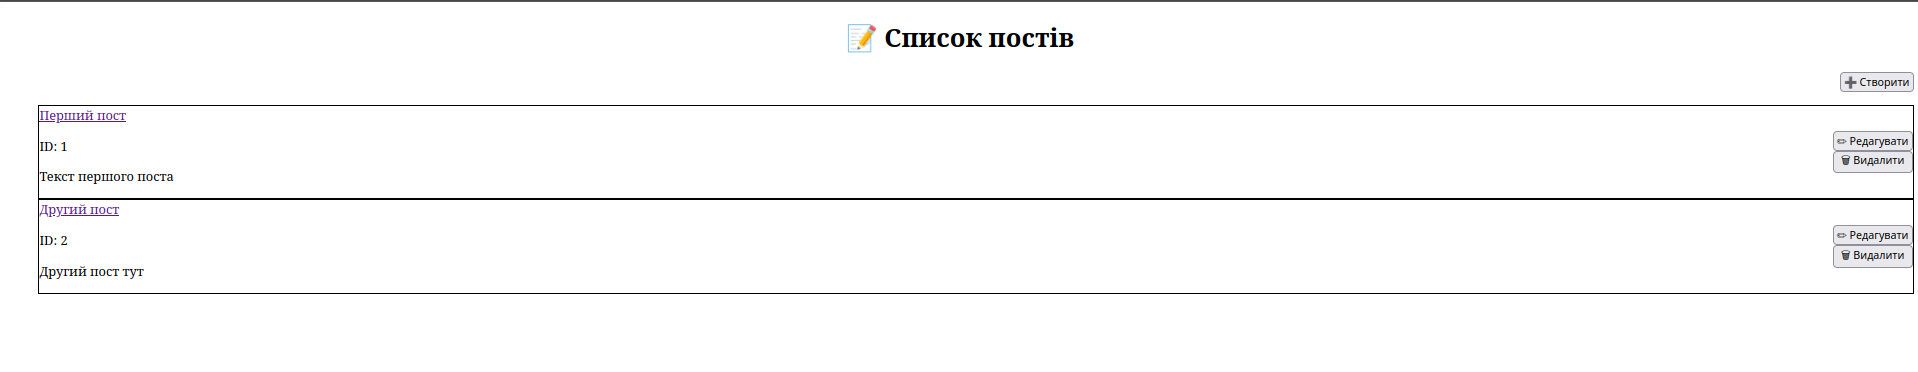 📝 Список постів
➕ Створити
Перший пост
ID: 1
Текст першого поста
✏ Редагувати
🗑 Видалити
Другий пост
ID: 2
Другий пост тут
✏ Редагувати
🗑 Видалити